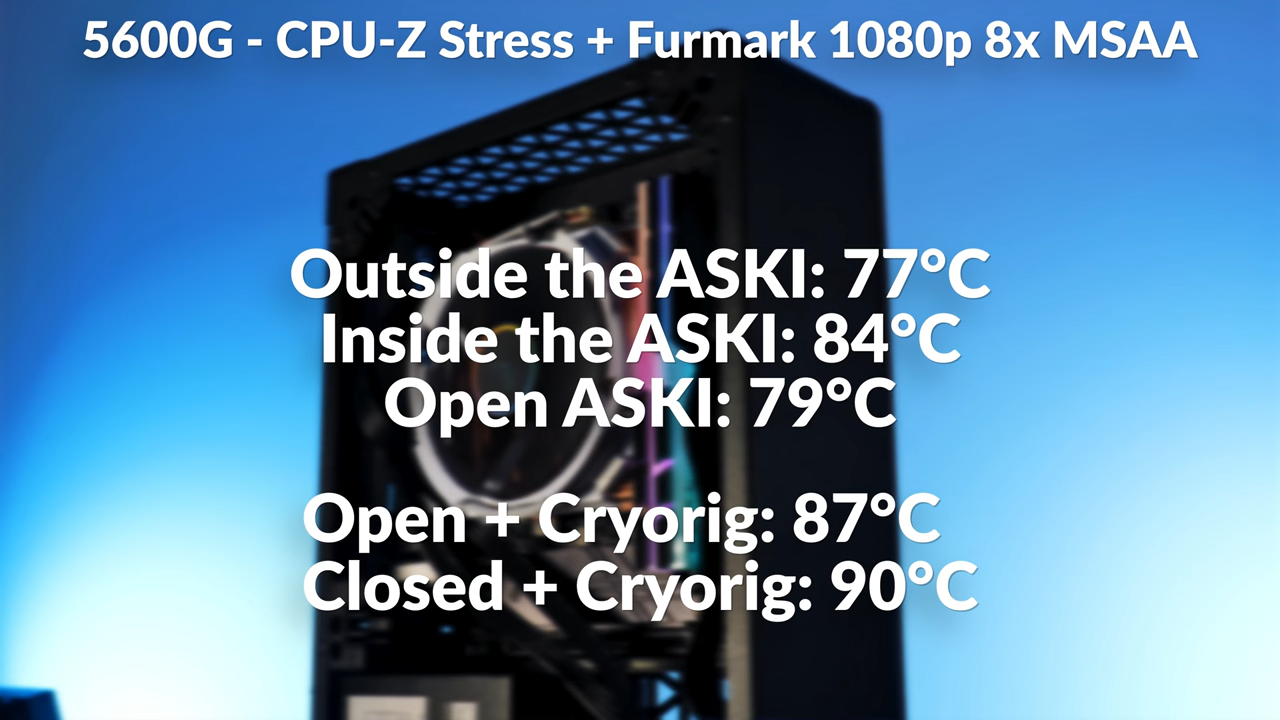 5600G - CPU-Z Stress + Furmark 1080p 8x MSAA
Outside the ASKI: 77°C
Inside the ASKI: 84°C
Open ASKI: 79°C
Open + Cryorig: 87°C
Closed + Cryorig: 90°C